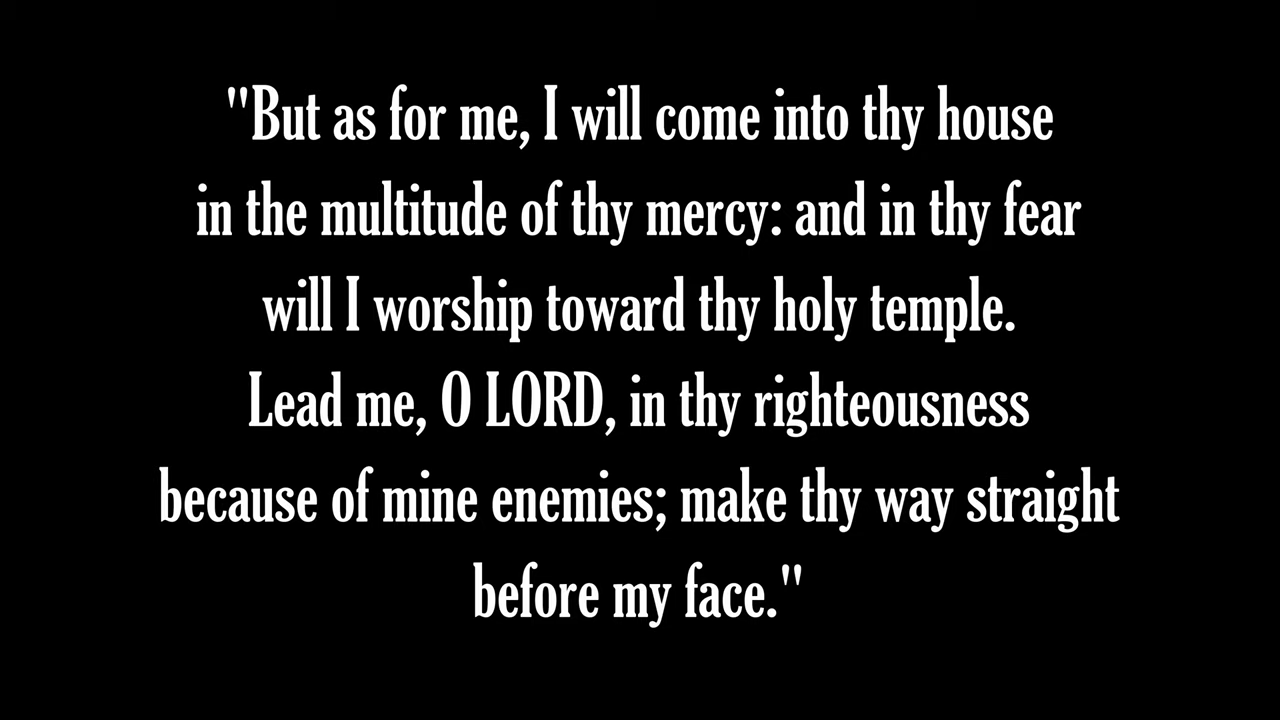 "But as for me, I will come into thy house
in the multitude of thy mercy: and in thy fear
will I worship toward thy holy temple.
Lead me, O LORD, in thy righteousness
because of mine enemies; make thy way straight
before my face."